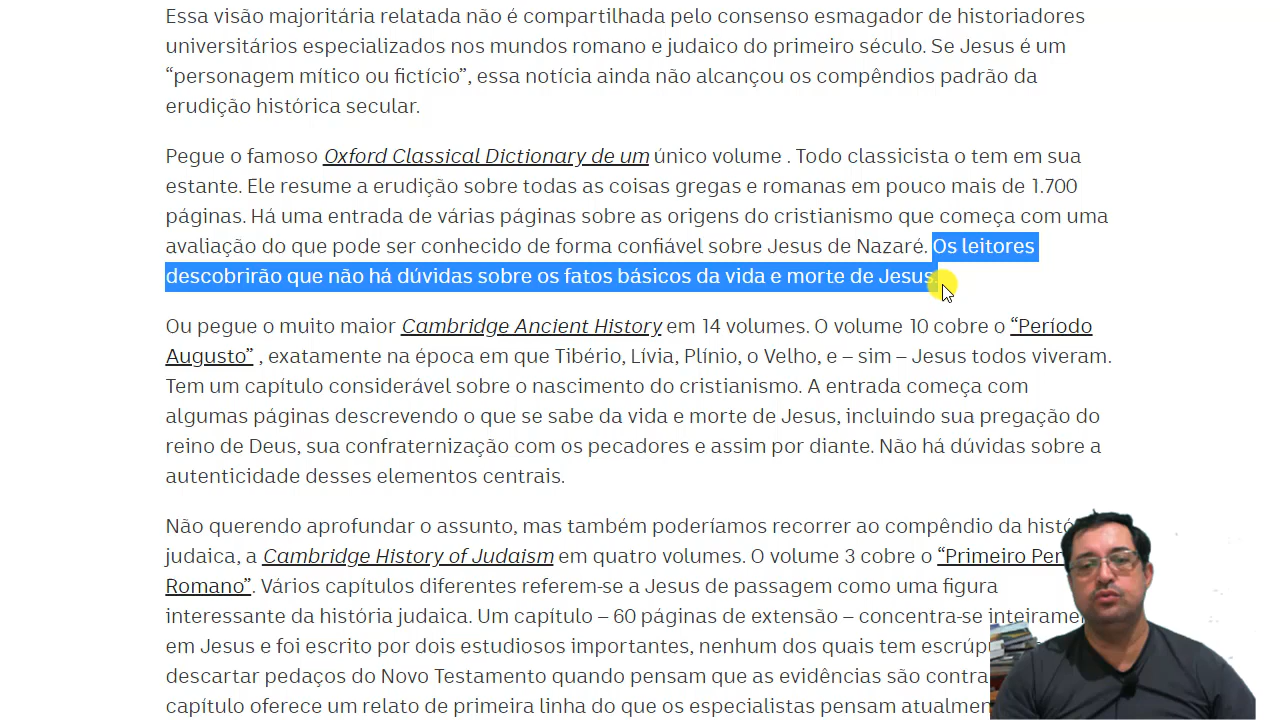 Essa visão majoritária relatada não é compartilhada pelo consenso esmagador de historiadores
universitários especializados nos mundos romano e judaico do primeiro século. Se Jesus é um
“personagem mítico ou fictício”, essa notícia ainda não alcançou os compêndios padrão da
erudição histórica secular.
Pegue o famoso Oxford Classical Dictionary de um único volume . Todo classicista o tem em sua
estante. Ele resume a erudição sobre todas as coisas gregas e romanas em pouco mais de 1.700
páginas. Há uma entrada de várias páginas sobre as origens do cristianismo que começa com uma
avaliação do que pode ser conhecido de forma confiável sobre Jesus de Nazaré. Os leitores
descobrirão que não há dúvidas sobre os fatos básicos da vida e morte de Jesus.
Ou pegue o muito maior Cambridge Ancient History em 14 volumes. O volume 10 cobre o “Período
Augusto” , exatamente na época em que Tibério, Lívia, Plínio, o Velho, e – sim – Jesus todos viveram.
Tem um capítulo considerável sobre o nascimento do cristianismo. A entrada começa com
algumas páginas descrevendo o que se sabe da vida e morte de Jesus, incluindo sua pregação do
reino de Deus, sua confraternização com os pecadores e assim por diante. Não há dúvidas sobre a
autenticidade desses elementos centrais.
Não querendo aprofundar o assunto, mas também poderíamos recorrer ao compêndio da
judaica, a Cambridge History of Judaism em quatro volumes. O volume 3 cobre o “Primeiro
Romano”. Vários capítulos diferentes referem-se a Jesus de passagem como uma figura
interessante da história judaica. Um capítulo – 60 páginas de extensão – concentra-se
em Jesus e foi escrito por dois estudiosos importantes, nenhum dos quais tem
descartar pedaços do Novo Testamento quando pensam que as evidências são
capítulo oferece um relato de primeira linha do que os especialistas pensam